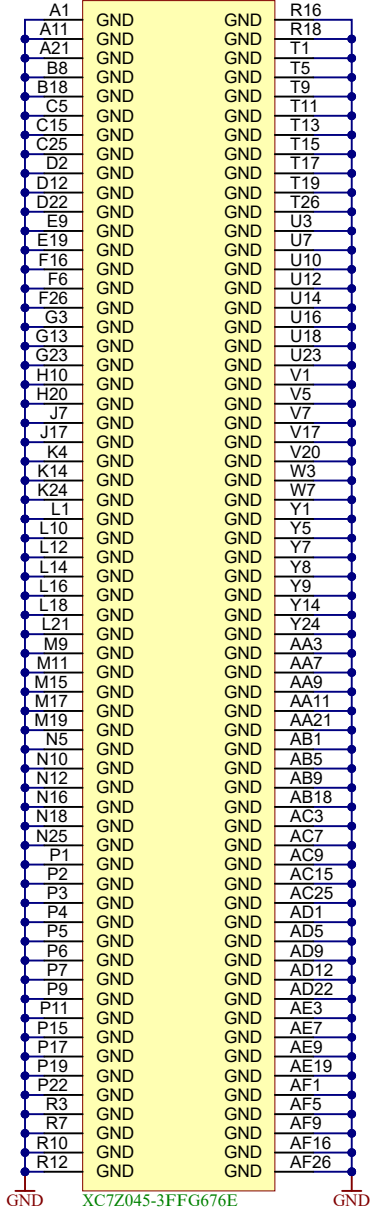 A1 GND GND R16
A11 GND GND R18
A21 GND GND T1
B8 GND GND T5
B18 GND GND T9
C5 GND GND T11
C15 GND GND T13
C25 GND GND T15
D2 GND GND T17
D12 GND GND T19
D22 GND GND T26
E9 GND GND U3
E19 GND GND U7
F16 GND GND U10
F6 GND GND U12
F26 GND GND U14
G3 GND GND U16
G13 GND GND U18
G23 GND GND U23
H10 GND GND V1
H20 GND GND V5
J7 GND GND V7
J17 GND GND V17
K4 GND GND V20
K14 GND GND W3
K24 GND GND W7
L1 GND GND Y1
L10 GND GND Y5
L12 GND GND Y7
L14 GND GND Y8
L16 GND GND Y9
L18 GND GND Y14
L21 GND GND Y24
M9 GND GND AA3
M11 GND GND AA7
M15 GND GND AA9
M17 GND GND AA11
M19 GND GND AA21
N5 GND GND AB1
N10 GND GND AB5
N12 GND GND AB9
N16 GND GND AB18
N18 GND GND AC3
N25 GND GND AC7
P1 GND GND AC9
P2 GND GND AC15
P3 GND GND AC25
P4 GND GND AD1
P5 GND GND AD5
P6 GND GND AD9
P7 GND GND AD12
P9 GND GND AD22
P11 GND GND AE3
P15 GND GND AE7
P17 GND GND AE9
P19 GND GND AE19
P22 GND GND AF1
R3 GND GND AF5
R7 GND GND AF9
R10 GND GND AF16
R12 GND GND AF26
GND XC7Z045-3FFG676E GND